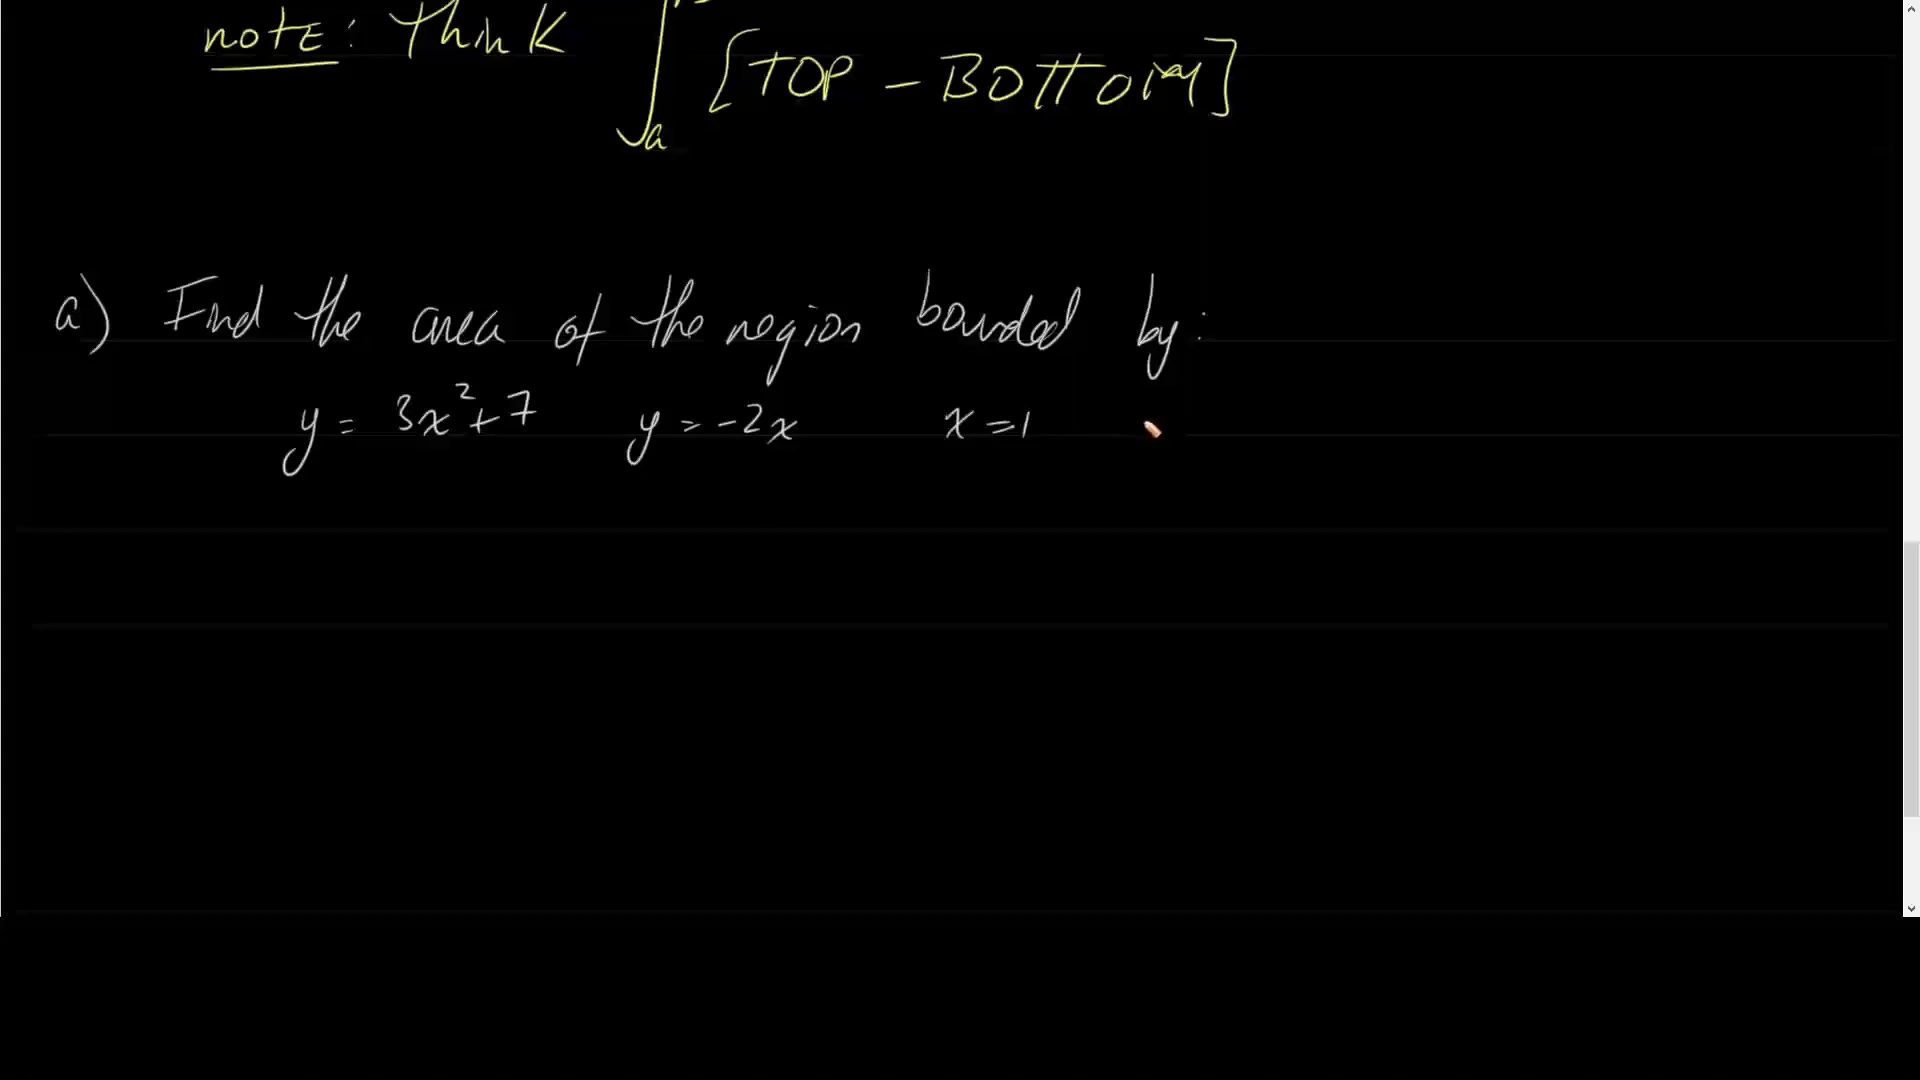 note: Think ∫a [TOP - BOTTOM]
a) Find the area of the region bounded by:
y = 3x²+7 y = -2x x = 1